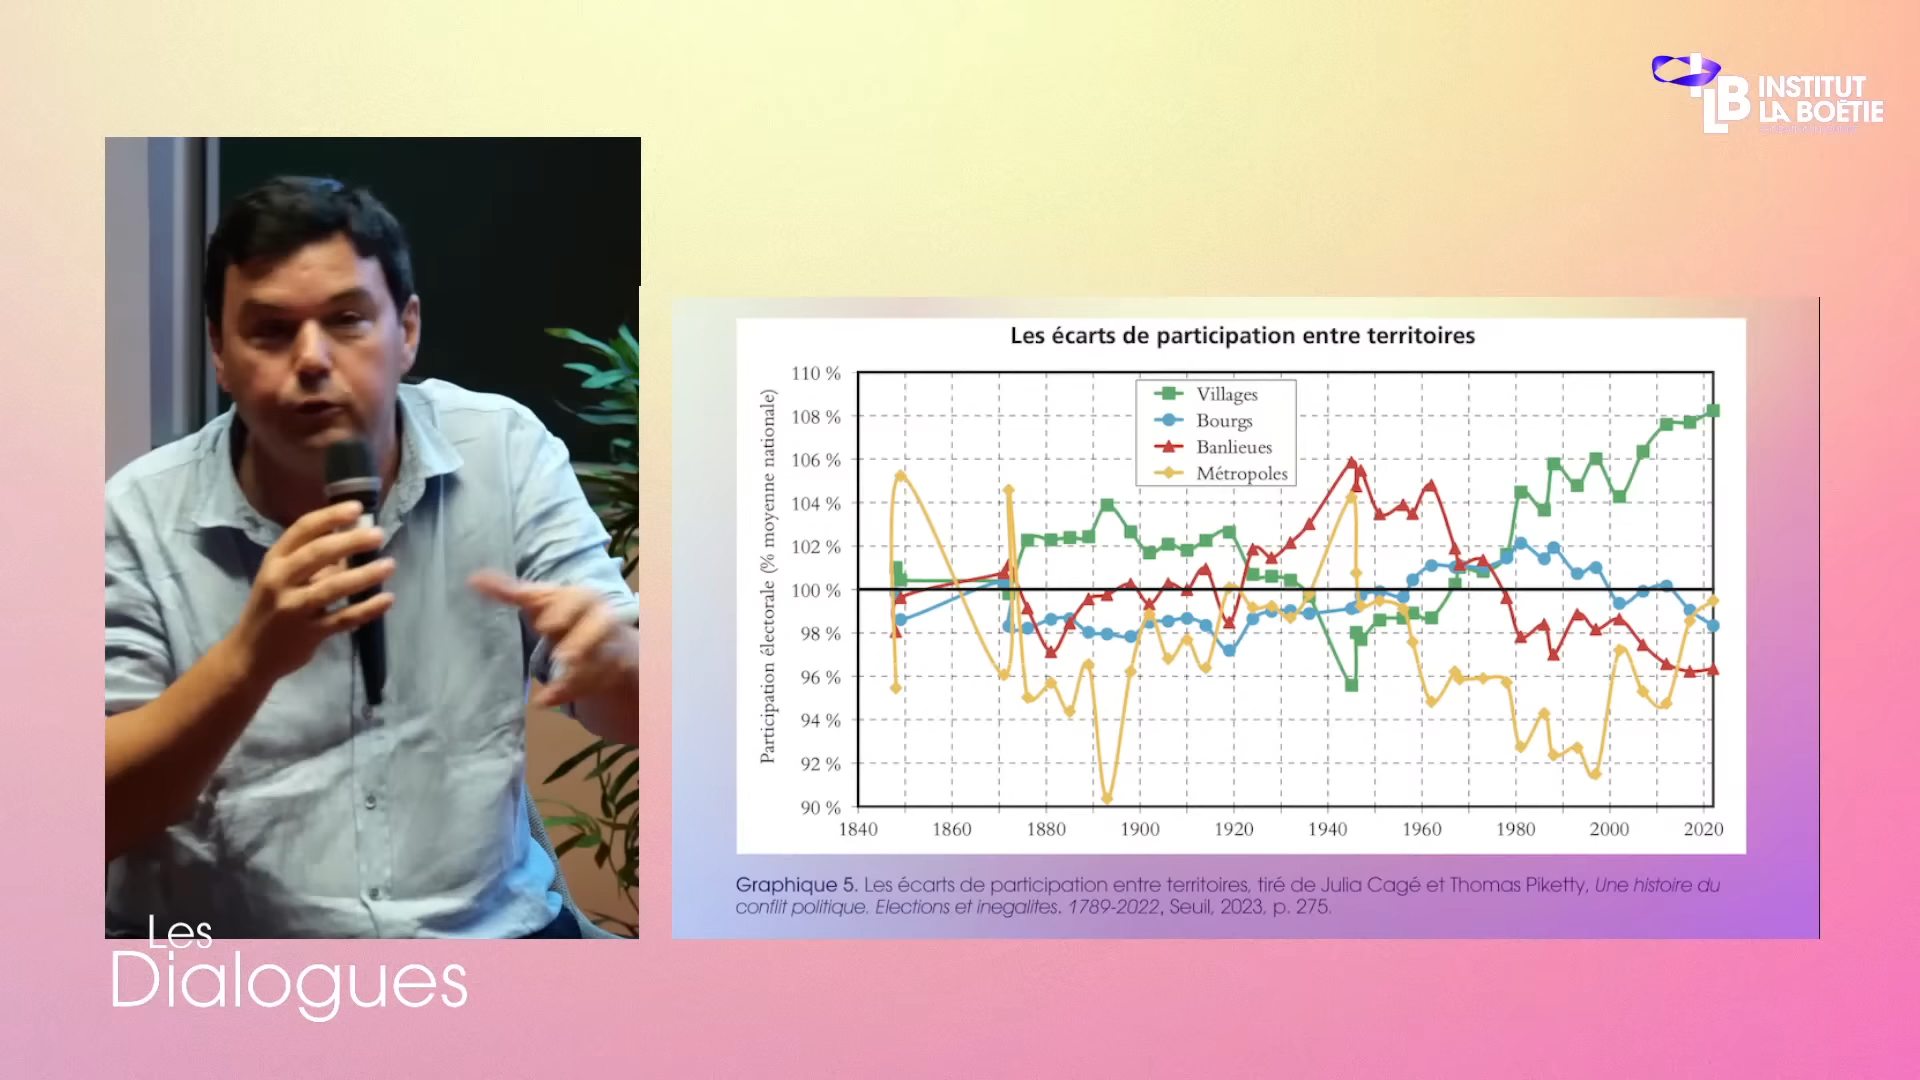 INSTITUT
LA BOÉTIE
Les écarts de participation entre territoires
Participation électorale (% moyenne nationale)
110 %
108 %
106 %
104 %
102 %
100 %
98 %
96 %
94 %
92 %
90 %
Villages
Bourgs
Banlieues
Métropoles
1840 1860 1880 1900 1920 1940 1960 1980 2000 2020
Graphique 5. Les écarts de participation entre territoires, tiré de Julia Cagé et Thomas Piketty, Une histoire du
conflit politique. Elections et inegalites. 1789-2022, Seuil, 2023, p. 275.
Les
Dialogues